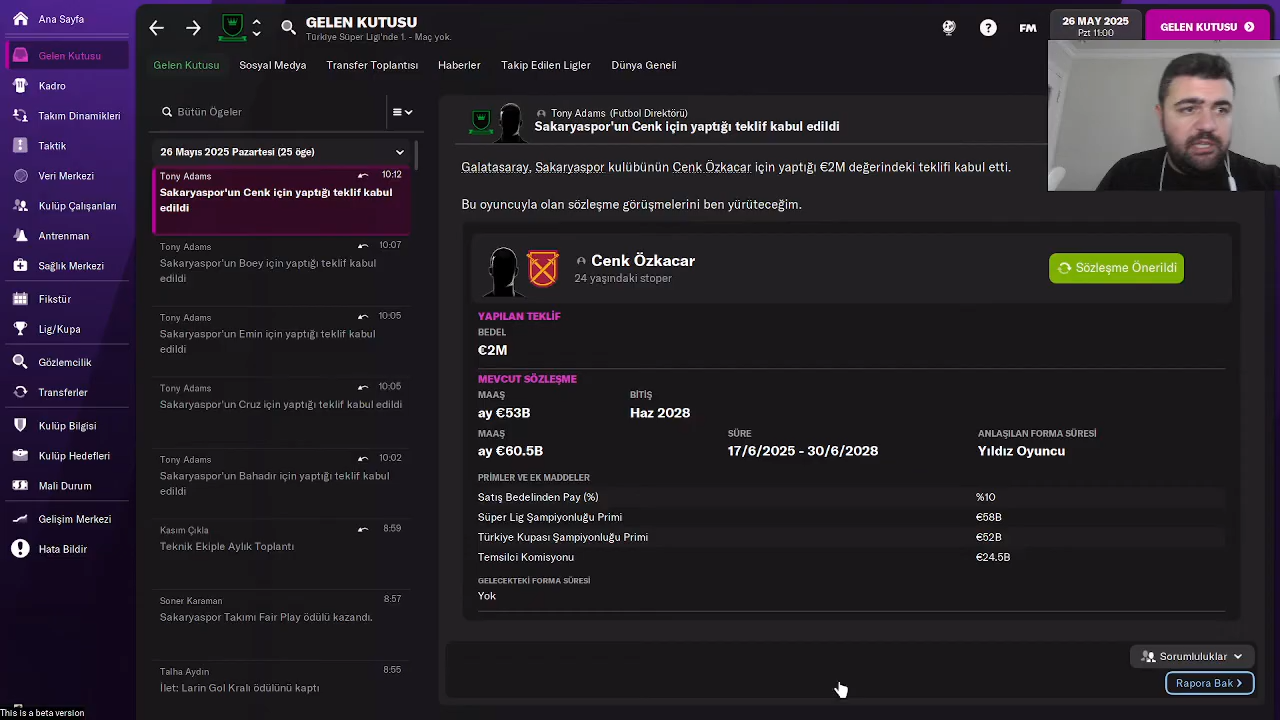 Ana Sayfa
Gelen Kutusu
Kadro
Takım Dinamikleri
Taktik
Veri Merkezi
Kulüp Çalışanları
Antrenman
Sağlık Merkezi
Fikstür
Lig/Kupa
Gözlemcilik
Transferler
Kulüp Bilgisi
Kulüp Hedefleri
Mali Durum
Gelişim Merkezi
Hata Bildir
This is a beta version
GELEN KUTUSU
Türkiye Süper Ligi'nde 1. - Maç yok.
FM
26 MAY 2025
Pzt 11:00
GELEN KUTUSU
Gelen Kutusu
Sosyal Medya
Transfer Toplantısı
Haberler
Takip Edilen Ligler
Dünya Geneli
Bütün Ögeler
26 Mayıs 2025 Pazartesi (25 öge)
Tony Adams 10:12
Sakaryaspor'un Cenk için yaptığı teklif kabul
edildi
Tony Adams 10:07
Sakaryaspor'un Boey için yaptığı teklif kabul
edildi
Tony Adams 10:05
Sakaryaspor'un Emin için yaptığı teklif kabul
edildi
Tony Adams 10:05
Sakaryaspor'un Cruz için yaptığı teklif kabul edildi
Tony Adams 10:02
Sakaryaspor'un Bahadır için yaptığı teklif kabul
edildi
Kasım Çıkla 8:59
Teknik Ekiple Aylık Toplantı
Soner Karaman 8:57
Sakaryaspor Takımı Fair Play ödülü kazandı.
Talha Aydın 8:55
İlet: Larin Gol Kralı ödülünü kaptı
Tony Adams (Futbol Direktörü)
Sakaryaspor'un Cenk için yaptığı teklif kabul edildi
Galatasaray, Sakaryaspor kulübünün Cenk Özkacar için yaptığı €2M değerindeki teklifi kabul etti.
Bu oyuncuyla olan sözleşme görüşmelerini ben yürüteceğim.
Cenk Özkacar
24 yaşındaki stoper
Sözleşme Önerildi
YAPILAN TEKLİF
BEDEL
€2M
MEVCUT SÖZLEŞME
MAAŞ BİTİŞ
ay €53B Haz 2028
MAAŞ SÜRE ANLAŞILAN FORMA SÜRESİ
ay €60.5B 17/6/2025 - 30/6/2028 Yıldız Oyuncu
PRİMLER VE EK MADDELER
Satış Bedelinden Pay (%) %10
Süper Lig Şampiyonluğu Primi €58B
Türkiye Kupası Şampiyonluğu Primi €52B
Temsilci Komisyonu €24.5B
GELECEKTEKİ FORMA SÜRESİ
Yok
Sorumluluklar
Rapora Bak